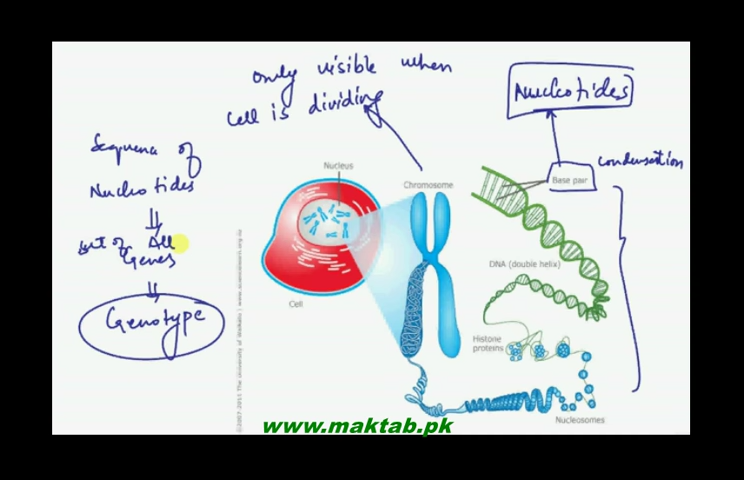 only visible when
cell is dividing
Nucleotides
condensation
Sequence of
Nucleotides
Set of All
Genes
Genotype
Nucleus
Chromosome
Base pair
DNA (double helix)
Cell
Histone
proteins
Nucleosomes
www.maktab.pk